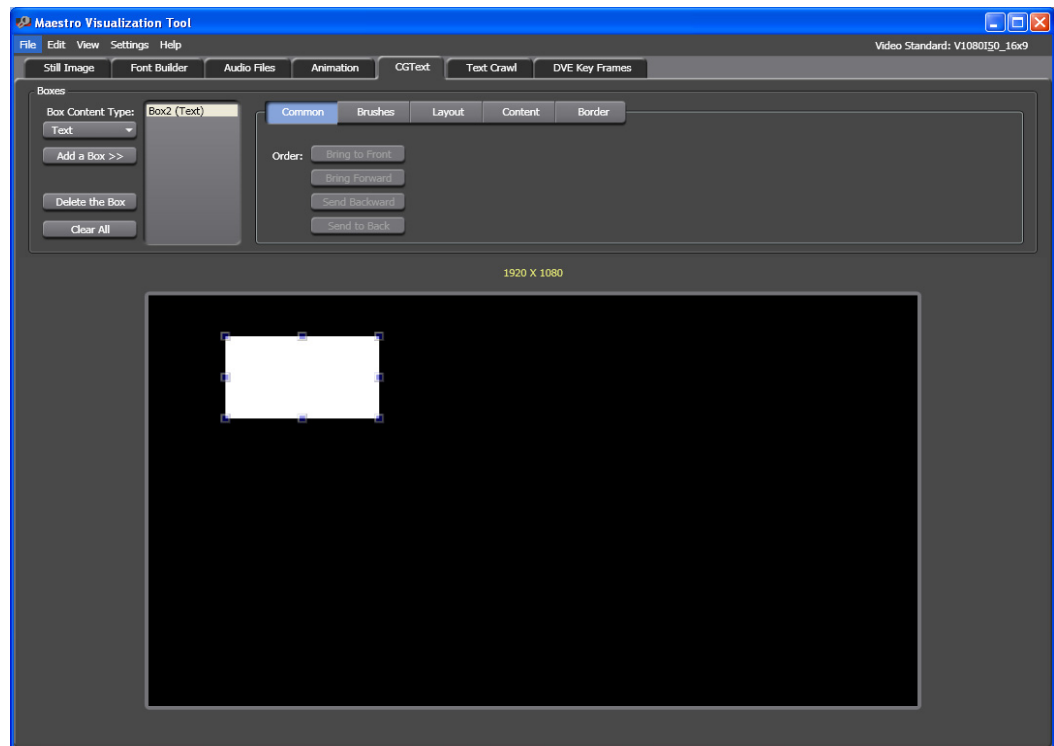 Maestro Visualization Tool
File Edit View Settings Help
Video Standard: V1080I50_16x9
Still Image Font Builder Audio Files Animation CGText Text Crawl DVE Key Frames
Boxes
Box Content Type:
Box2 (Text)
Common Brushes Layout Content Border
Text
Add a Box >>
Order:
Bring to Front
Bring Forward
Delete the Box
Send Backward
Clear All
Send to Back
1920 X 1080